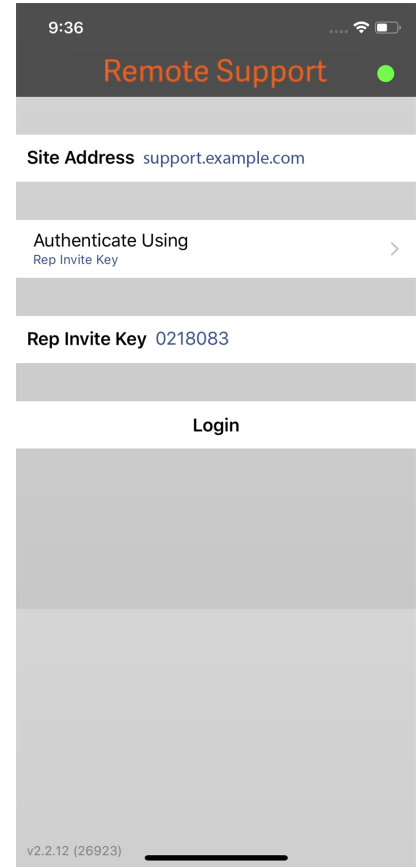 9:36
Remote Support
Site Address support.example.com
Authenticate Using
Rep Invite Key
Rep Invite Key 0218083
Login
v2.2.12 (26923)